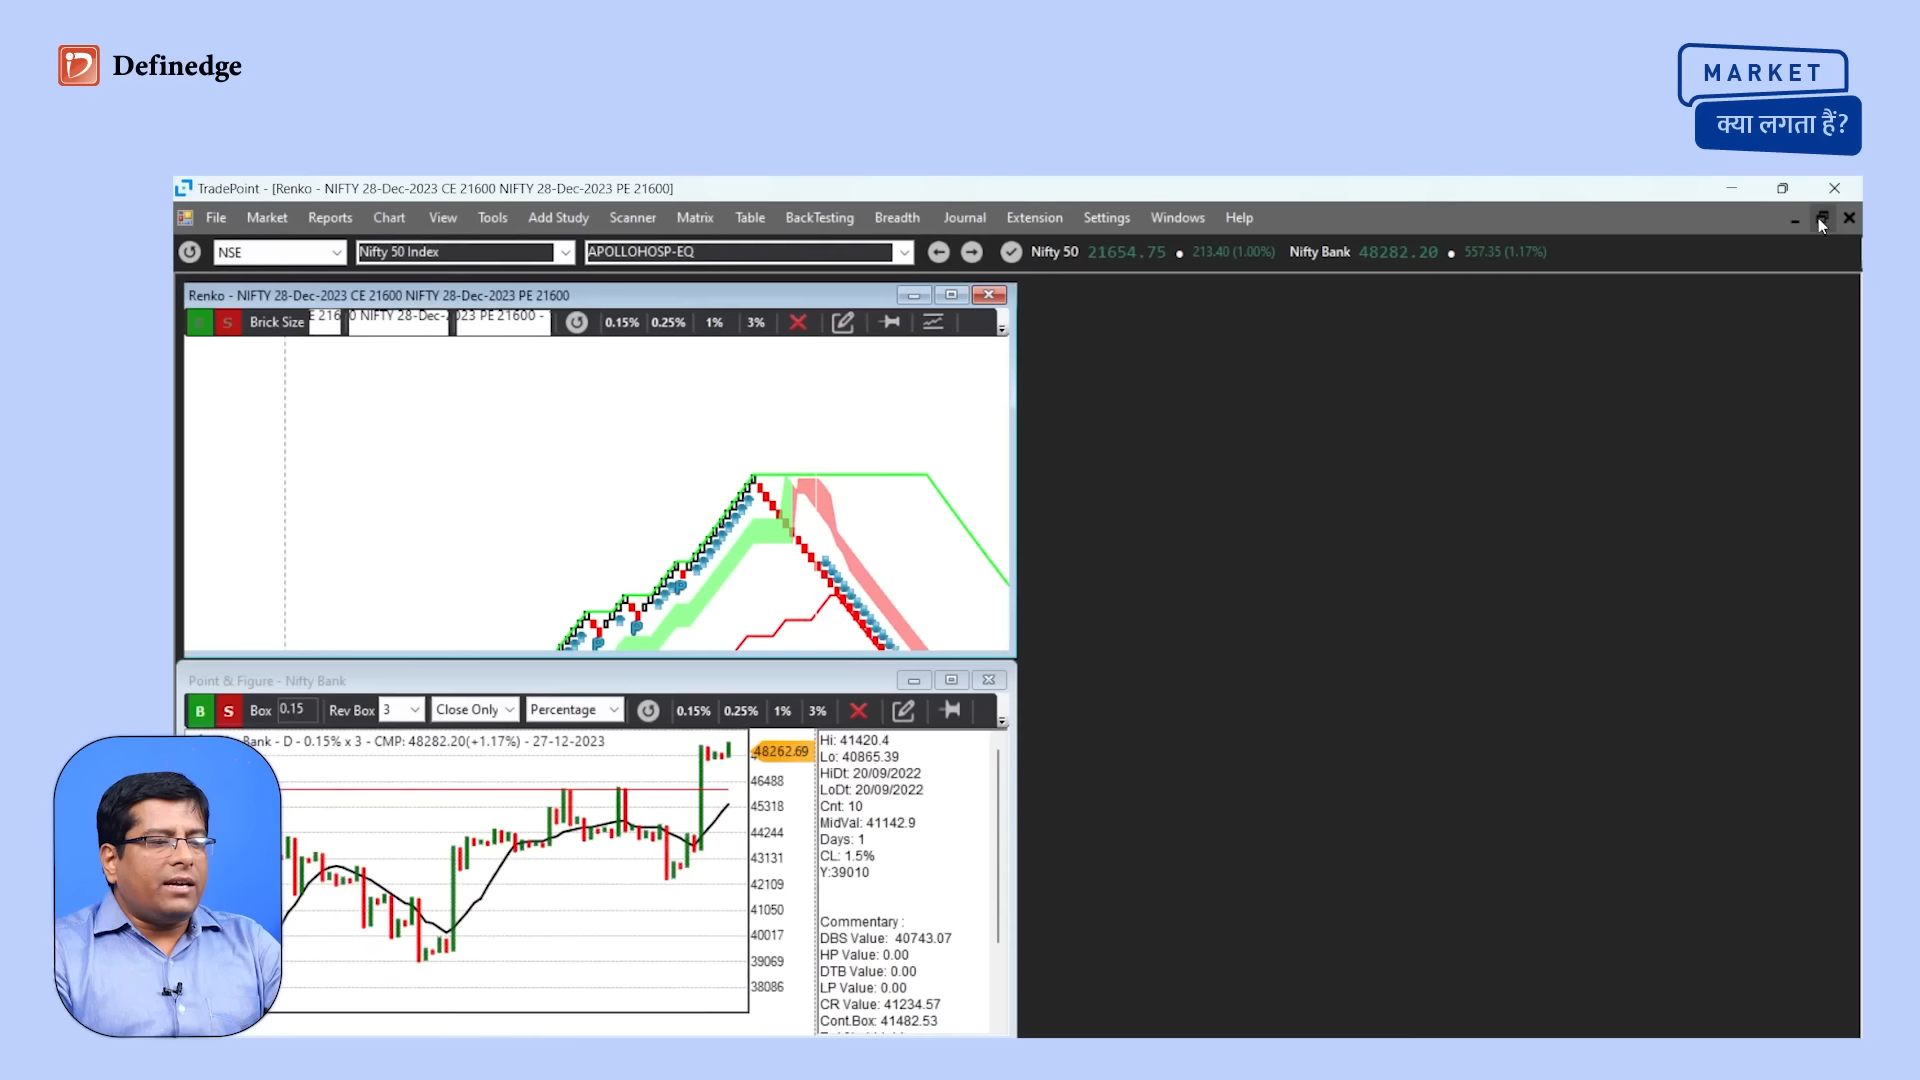 Definedge
MARKET
क्या लगता हैं?
TradePoint - [Renko - NIFTY 28-Dec-2023 CE 21600 NIFTY 28-Dec-2023 PE 21600]
File Market Reports Chart View Tools Add Study Scanner Matrix Table BackTesting Breadth Journal Extension Settings Windows Help
NSE Nifty 50 Index APOLLOHOSP-EQ Nifty 50 21654.75 213.40 (1.00%) Nifty Bank 48282.20 557.35 (1.17%)
Renko - NIFTY 28-Dec-2023 CE 21600 NIFTY 28-Dec-2023 PE 21600
B S Brick Size 0 NIFTY 28-Dec- 023 PE 21600 - 0.15% 0.25% 1% 3%
Point & Figure - Nifty Bank
B S Box 0.15 Rev Box 3 Close Only Percentage 0.15% 0.25% 1% 3%
Bank - D - 0.15% x 3 - CMP: 48282.20(+1.17%) - 27-12-2023
48262.69
46488
45318
44244
43131
42109
41050
40017
39069
38086
Hi: 41420.4
Lo: 40865.39
HiDt: 20/09/2022
LoDt: 20/09/2022
Cnt: 10
MidVal: 41142.9
Days: 1
CL: 1.5%
Y:39010
Commentary :
DBS Value: 40743.07
HP Value: 0.00
DTB Value: 0.00
LP Value: 0.00
CR Value: 41234.57
Cont.Box: 41482.53